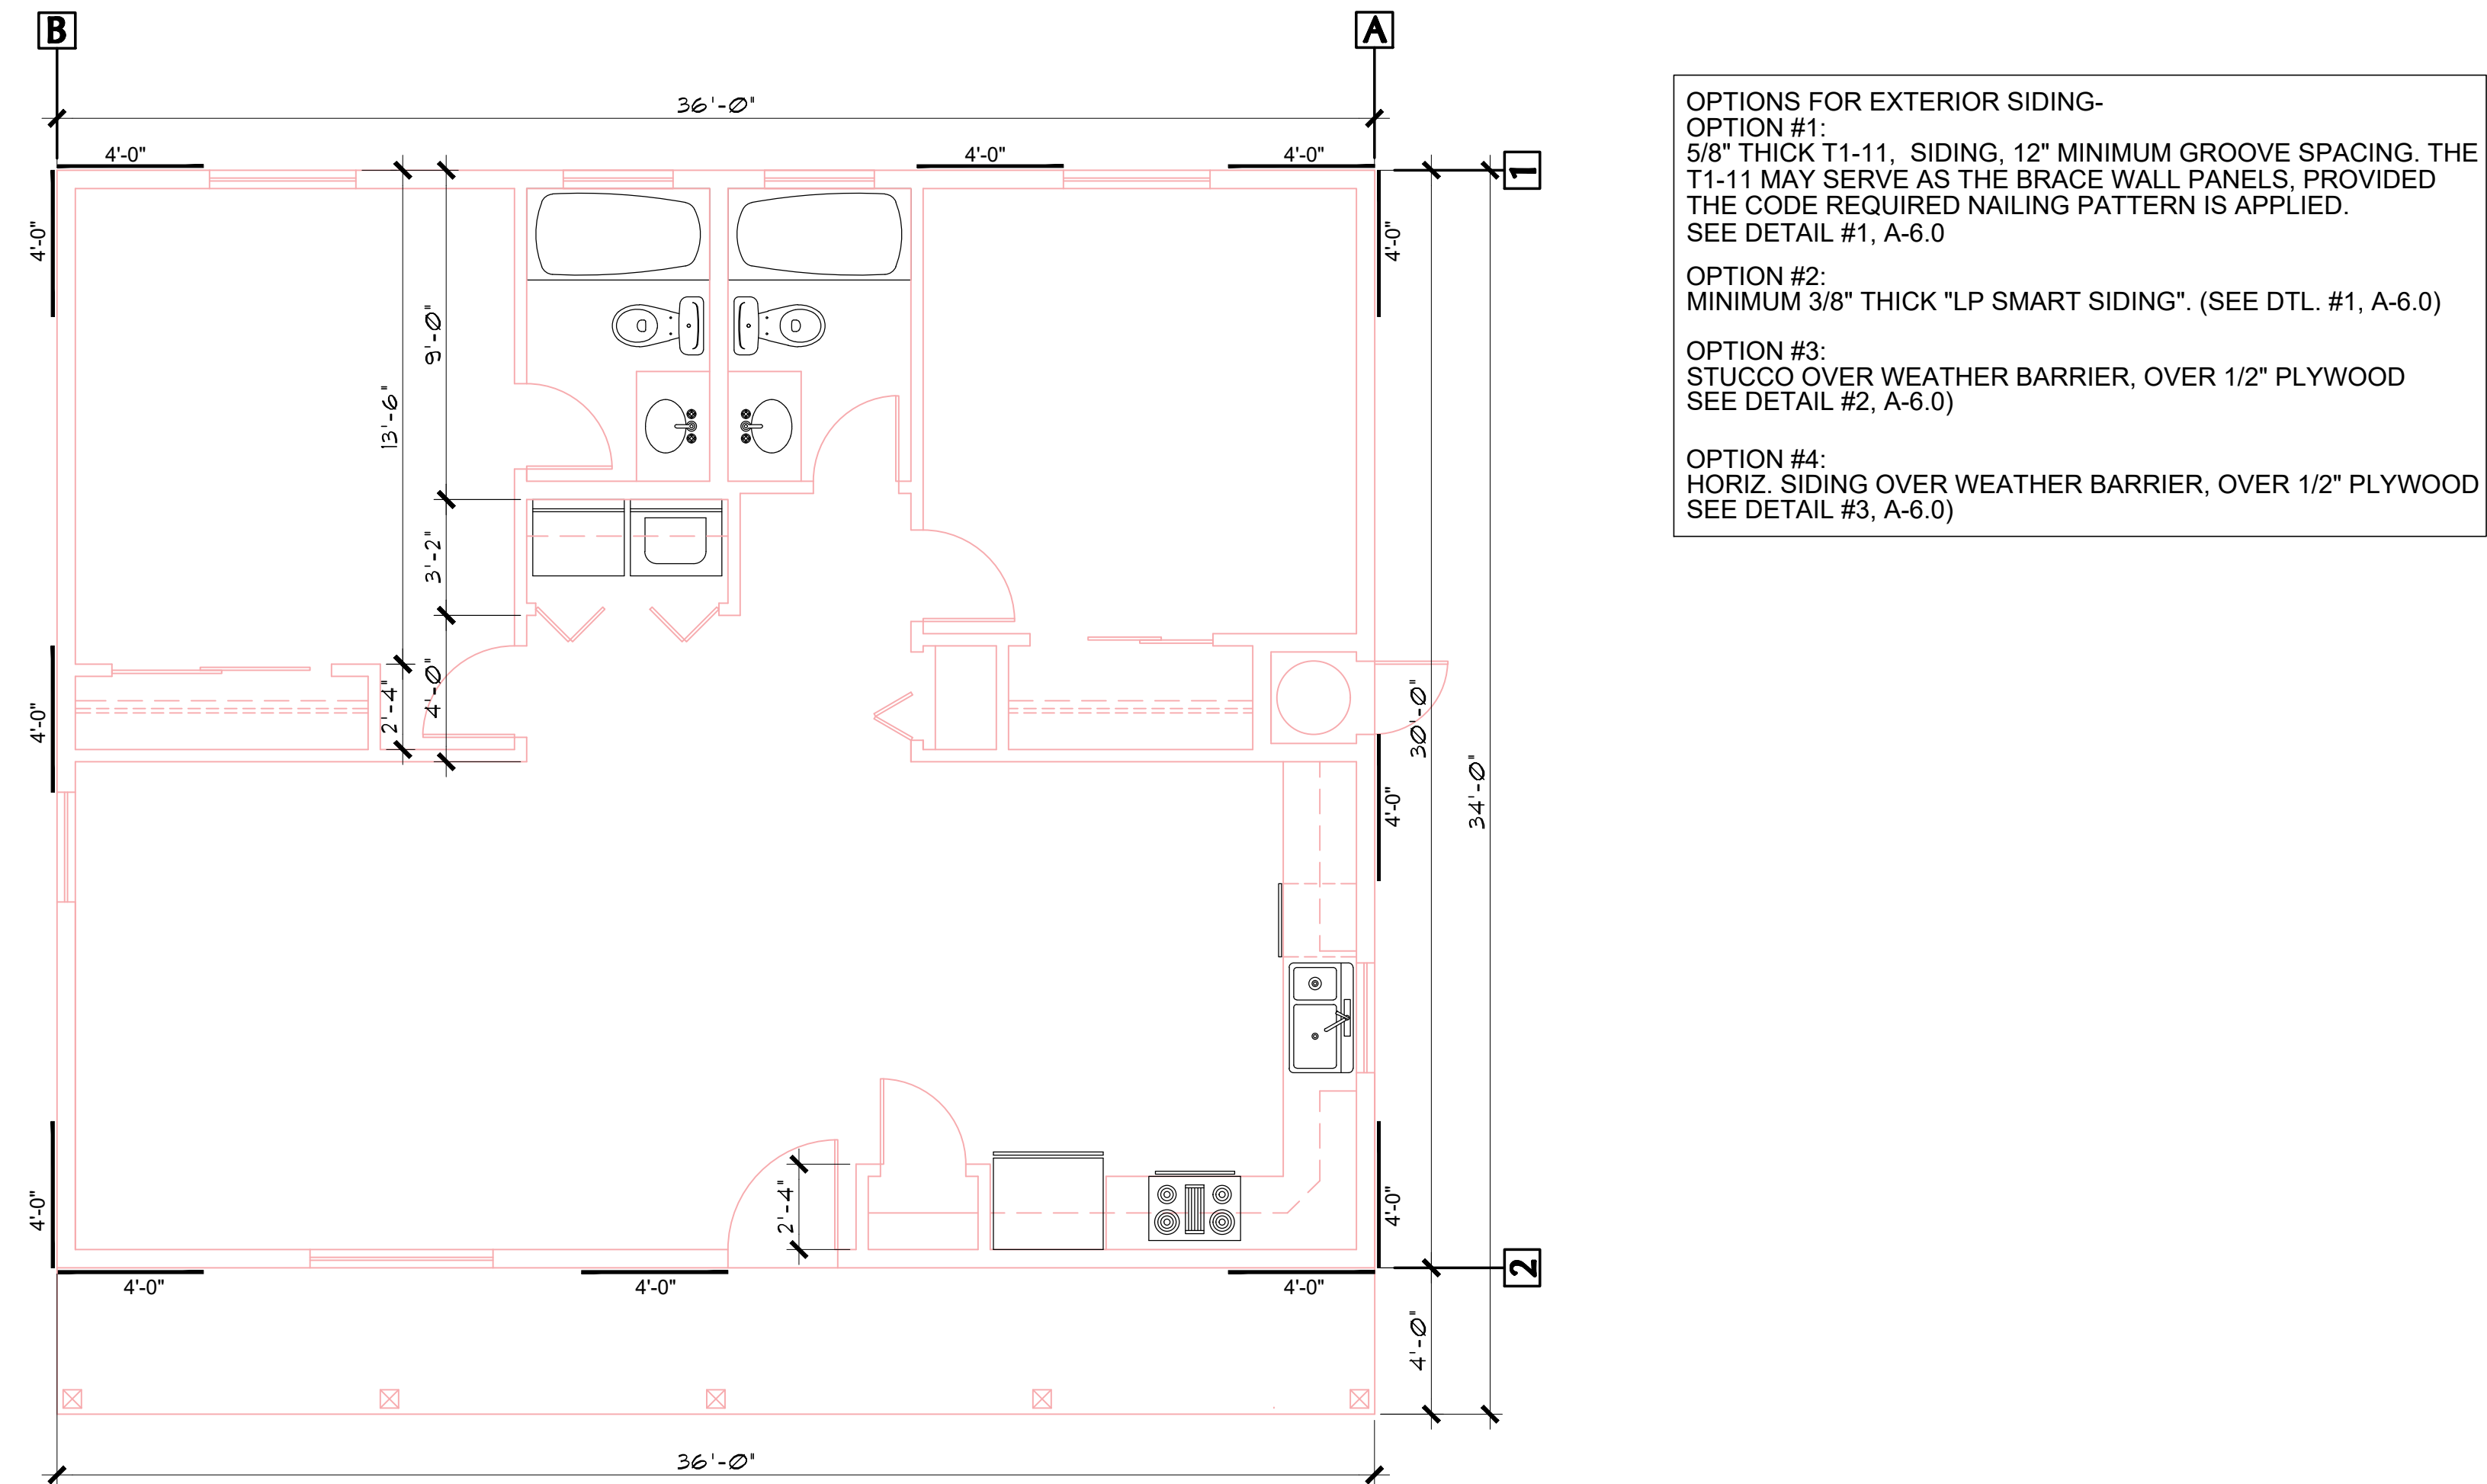 B
A
36'-0"
4'-0"
4'-0"
4'-0"
1
4'-0"
4'-0"
9'-0"
13'-6"
3'-2"
4'-0"
2'-4"
4'-0"
30'-0"
34'-0"
4'-0"
4'-0"
2'-4"
4'-0"
2
4'-0"
4'-0"
4'-0"
4'-0"
36'-0"
OPTIONS FOR EXTERIOR SIDING-
OPTION #1:
5/8" THICK T1-11, SIDING, 12" MINIMUM GROOVE SPACING. THE
T1-11 MAY SERVE AS THE BRACE WALL PANELS, PROVIDED
THE CODE REQUIRED NAILING PATTERN IS APPLIED.
SEE DETAIL #1, A-6.0
OPTION #2:
MINIMUM 3/8" THICK "LP SMART SIDING". (SEE DTL. #1, A-6.0)
OPTION #3:
STUCCO OVER WEATHER BARRIER, OVER 1/2" PLYWOOD
SEE DETAIL #2, A-6.0)
OPTION #4:
HORIZ. SIDING OVER WEATHER BARRIER, OVER 1/2" PLYWOOD
SEE DETAIL #3, A-6.0)